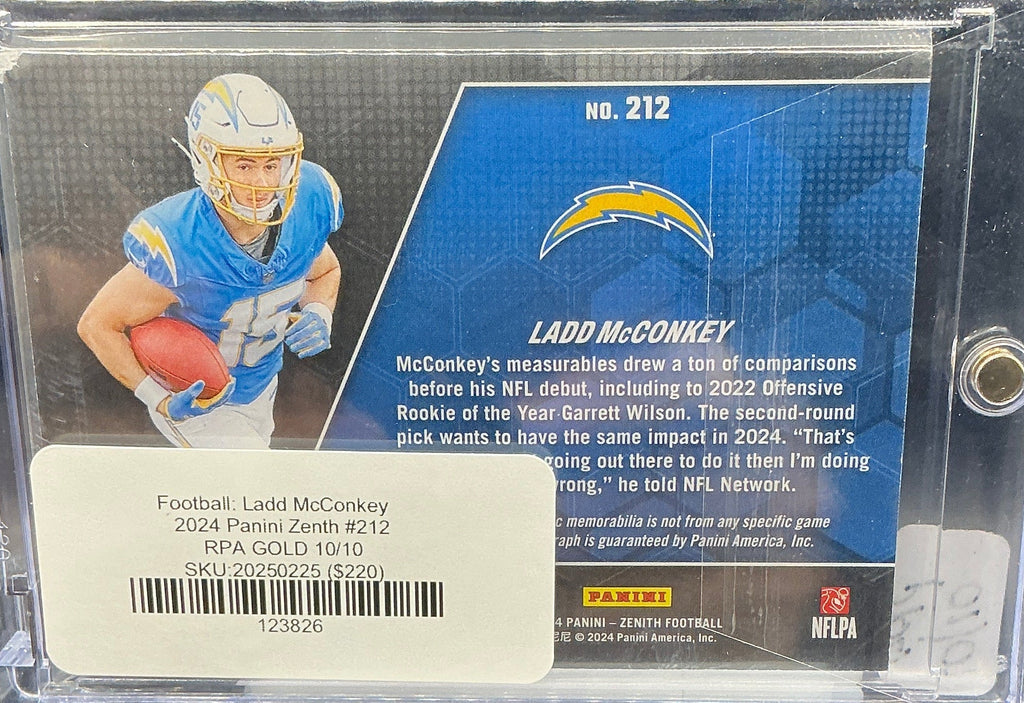 NO. 212
LADD McCONKEY
McConkey's measurables drew a ton of comparisons
before his NFL debut, including to 2022 Offensive
Rookie of the Year Garrett Wilson. The second-round
pick wants to have the same impact in 2024. "That's
going out there to do it then I'm doing
wrong," he told NFL Network.
memorabilia is not from any specific game
is guaranteed by Panini America, Inc.
PANINI
PANINI – ZENITH FOOTBALL
© 2024 Panini America, Inc.
NFLPA
15
Football: Ladd McConkey
2024 Panini Zenth #212
RPA GOLD 10/10
SKU:20250225 ($220)
123826